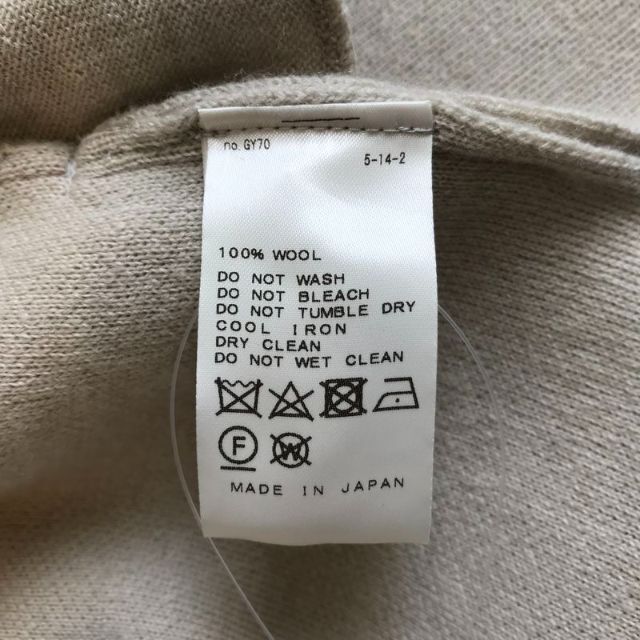 no.GY70
5-14-2
100% WOOL
DO NOT WASH
DO NOT BLEACH
DO NOT TUMBLE DRY
COOL IRON
DRY CLEAN
DO NOT WET CLEAN
F W
MADE IN JAPAN